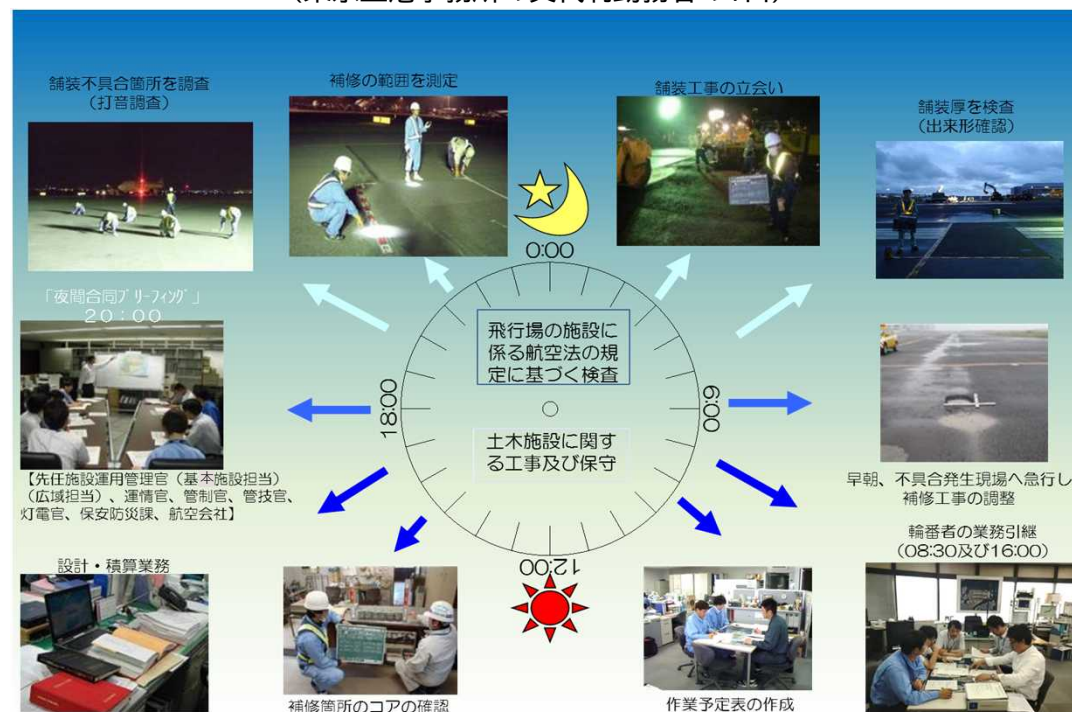 舗装不具合箇所を調査
(打音調査)
補修の範囲を測定
舗装工事の立会い
舗装厚を検査
(出来形確認)
0:00
「夜間合同ﾌﾞﾘｰﾌｨﾝｸﾞ」
20:00
飛行場の施設に
係る航空法の規
定に基づく検査
18:00
6:00
土木施設に関す
る工事及び保守
【先任施設運用管理官(基本施設担当)
(広域担当)、運情官、管制官、管技官、
灯電官、保安防災課、航空会社】
早朝、不具合発生現場へ急行し
補修工事の調整
12:00
輪番者の業務引継
(08:30及び16:00)
設計・積算業務
補修箇所のコアの確認
作業予定表の作成